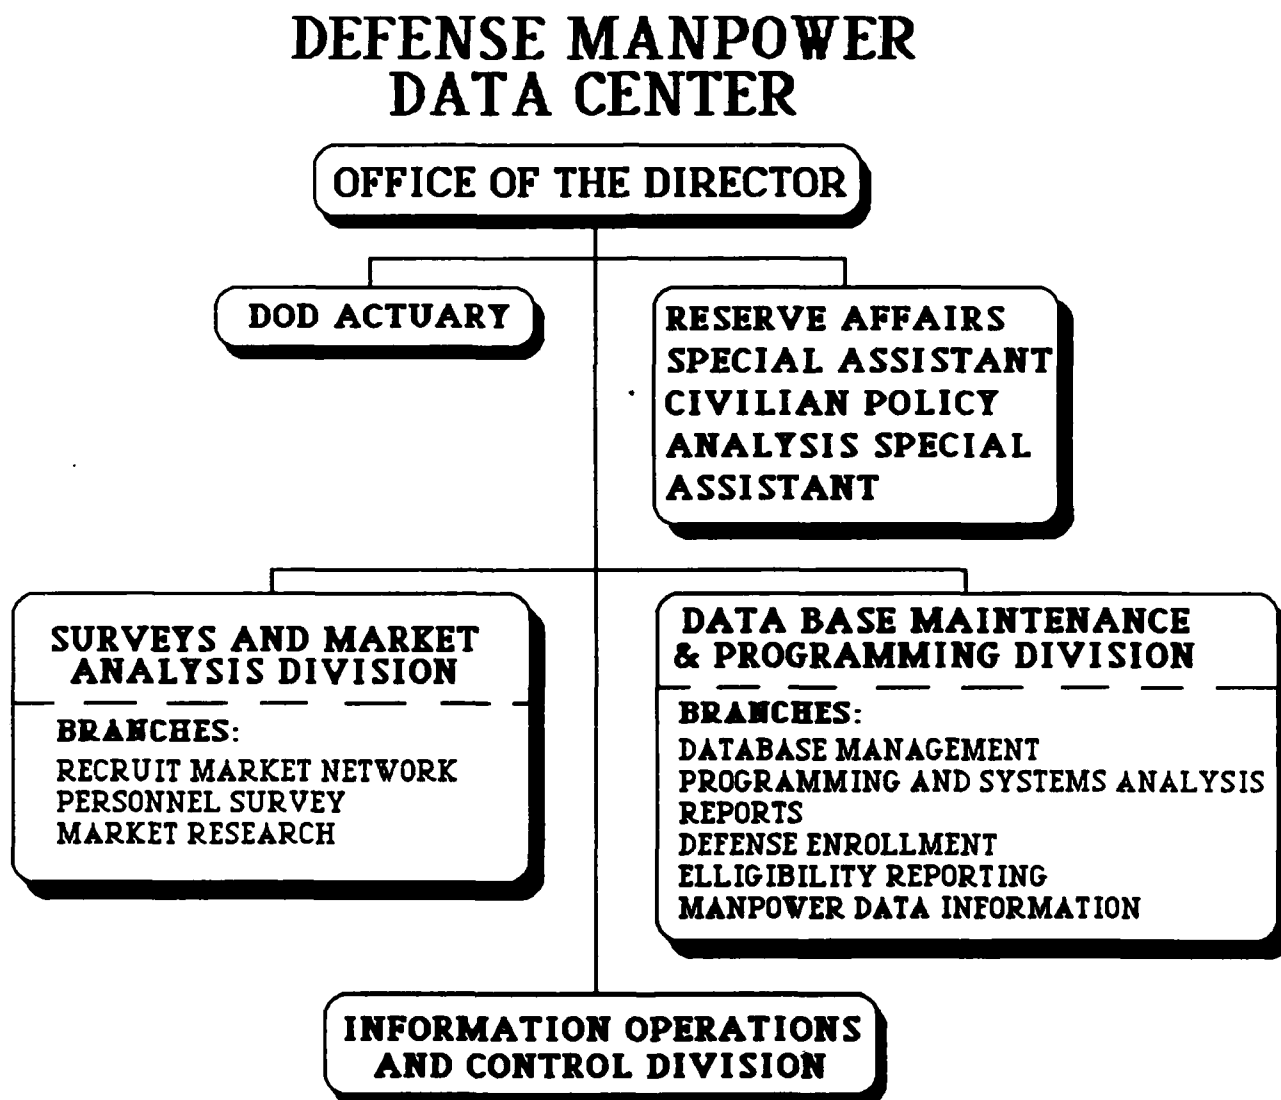 DEFENSE MANPOWER
DATA CENTER
OFFICE OF THE DIRECTOR
DOD ACTUARY
RESERVE AFFAIRS
SPECIAL ASSISTANT
CIVILIAN POLICY
ANALYSIS SPECIAL
ASSISTANT
SURVEYS AND MARKET
ANALYSIS DIVISION
BRANCHES:
RECRUIT MARKET NETWORK
PERSONNEL SURVEY
MARKET RESEARCH
DATA BASE MAINTENANCE
& PROGRAMMING DIVISION
BRANCHES:
DATABASE MANAGEMENT
PROGRAMMING AND SYSTEMS ANALYSIS
REPORTS
DEFENSE ENROLLMENT
ELLIGIBILITY REPORTING
MANPOWER DATA INFORMATION
INFORMATION OPERATIONS
AND CONTROL DIVISION